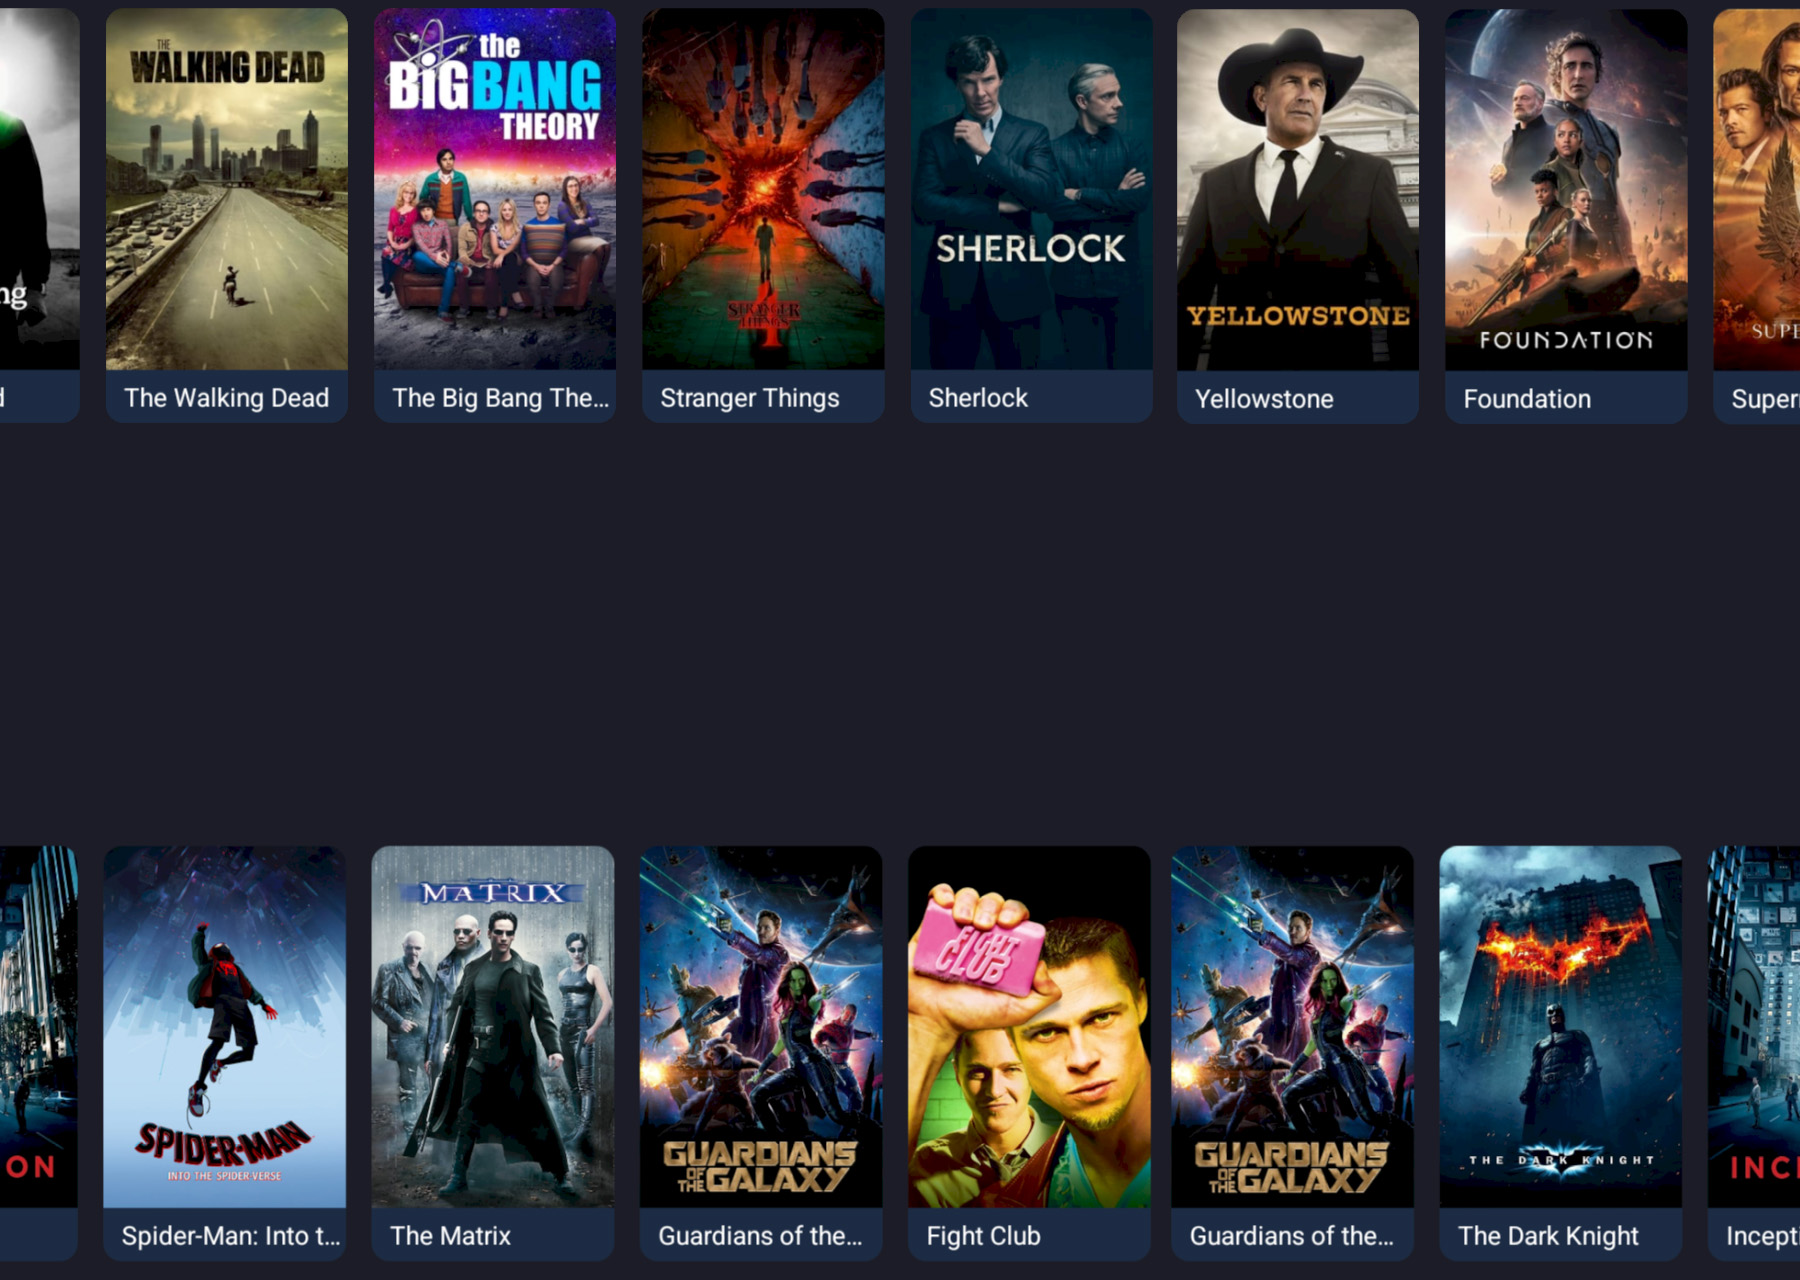 ng
THE
WALKING DEAD
the
BIG BANG
THEORY
STRANGER
THINGS
4
SHERLOCK
YELLOWSTONE
FOUNDATION
SUPE
d
The Walking Dead
The Big Bang The...
Stranger Things
Sherlock
Yellowstone
Foundation
Super
ON
SPIDER-MAN
INTO THE SPIDER-VERSE
MATRIX
GUARDIANS
OF THE GALAXY
FIGHT
CLUB
GUARDIANS
OF THE GALAXY
THE DARK KNIGHT
INC
Spider-Man: Into t...
The Matrix
Guardians of the...
Fight Club
Guardians of the...
The Dark Knight
Incepti